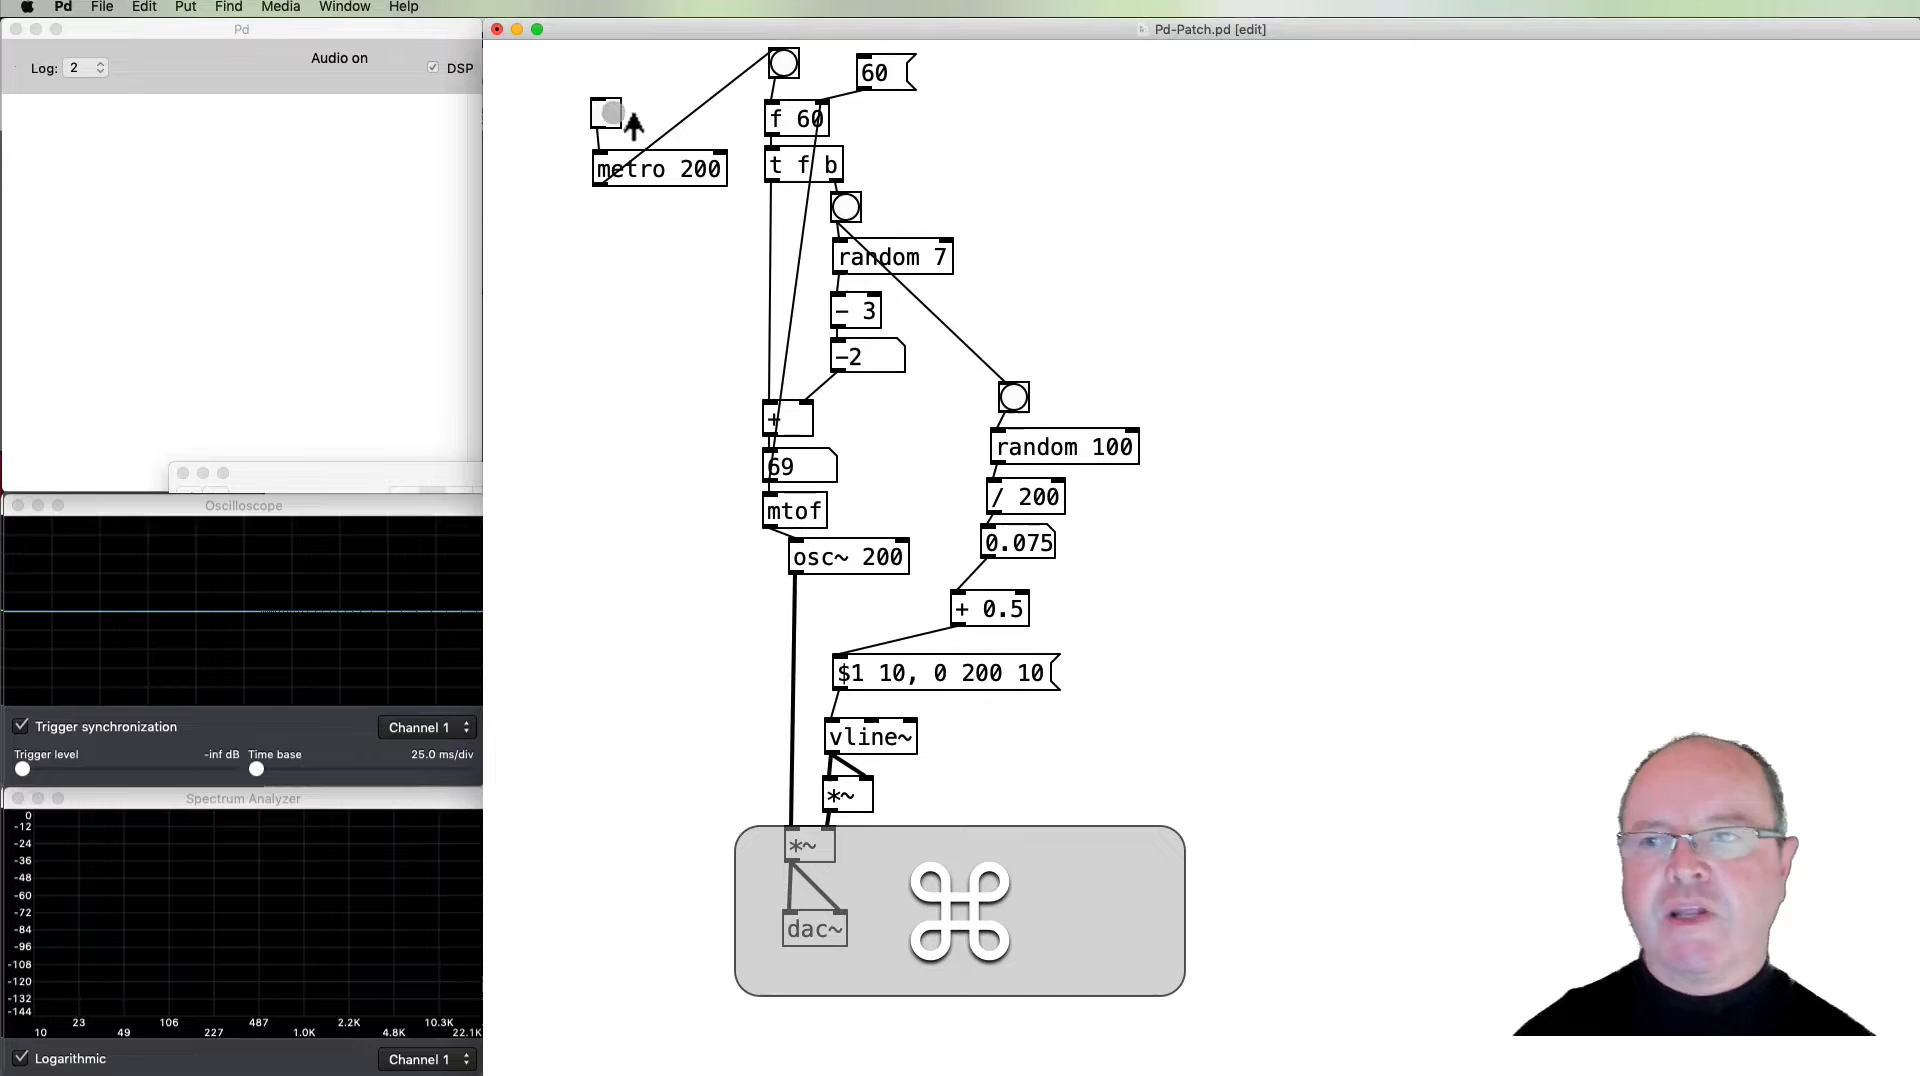 Pd File Edit Put Find Media Window Help
Pd
Log: 2
Audio on
DSP
Pd-Patch.pd [edit]
60
f 60
t f b
metro 200
random 7
- 3
-2
+
69
mtof
osc~ 200
random 100
/ 200
0.075
+ 0.5
$1 10, 0 200 10
vline~
*~
*~
dac~
⌘
Oscilloscope
Trigger synchronization
Channel 1
Trigger level
-inf dB
Time base
25.0 ms/div
Spectrum Analyzer
0
-12
-24
-36
-48
-60
-72
-84
-96
-108
-120
-132
-144
23 106 487 2.2K 10.3K
10 49 227 1.0K 4.8K 22.1K
Logarithmic
Channel 1